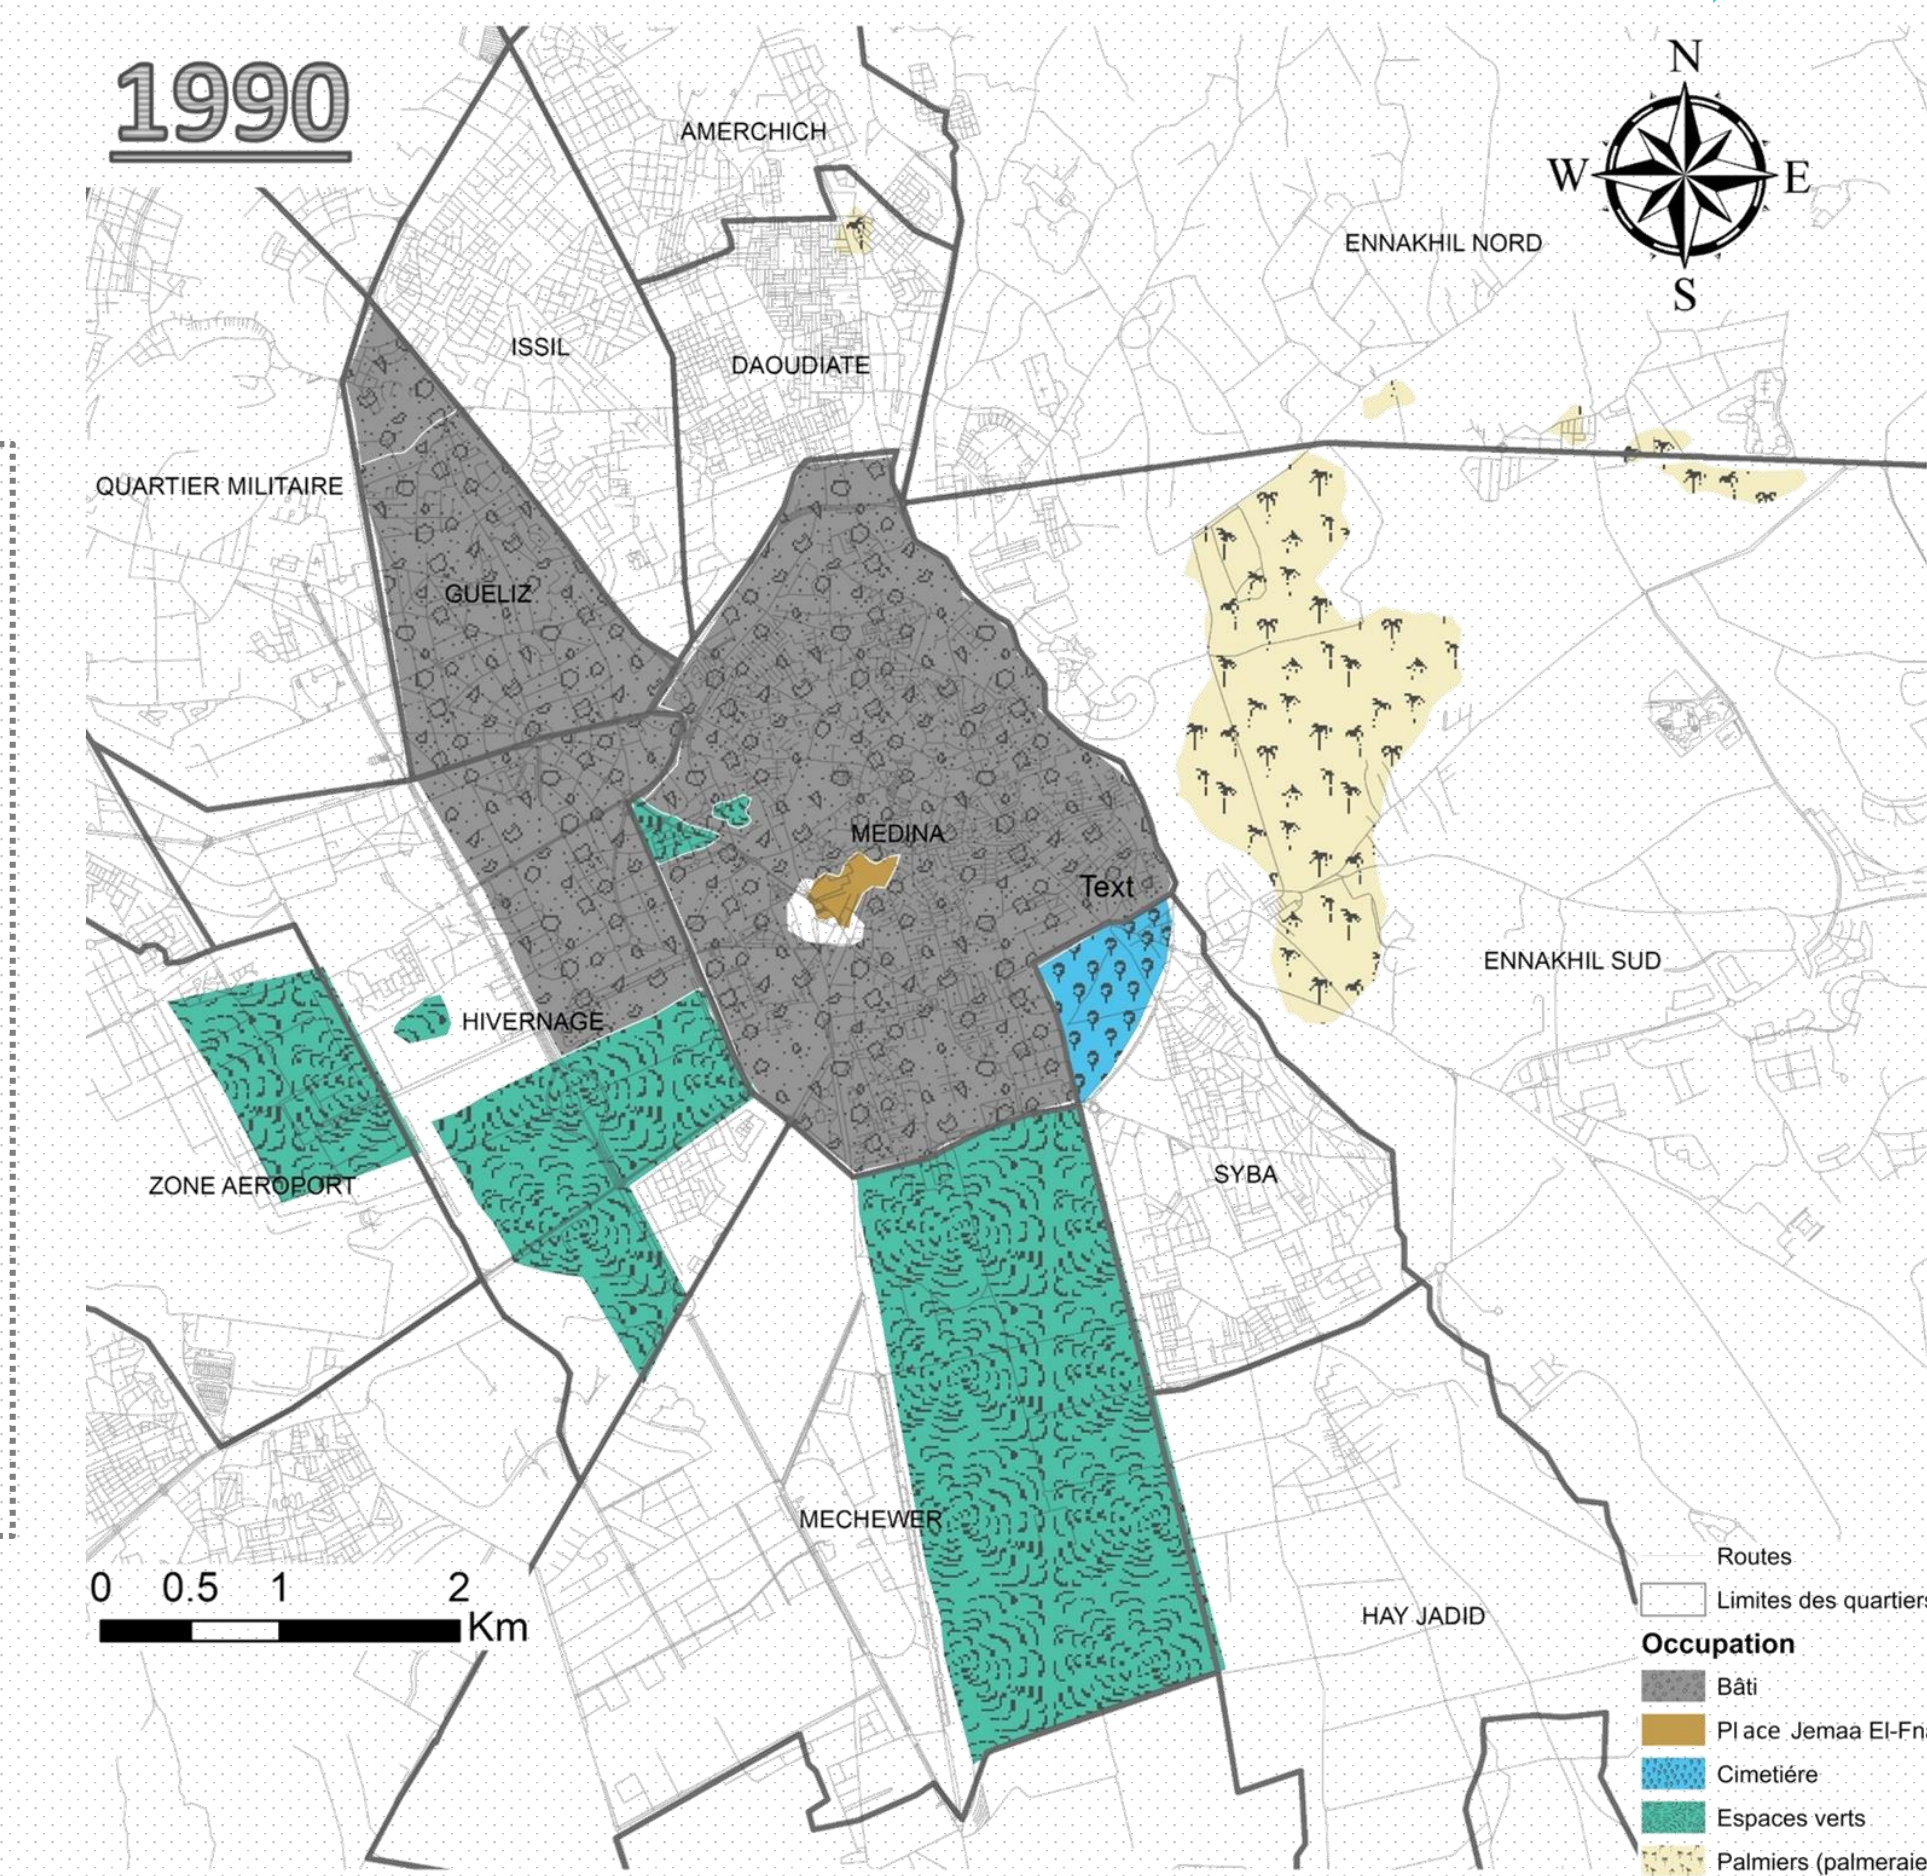 1990
N
W E
S
AMERCHICH
ENNAKHIL NORD
ISSIL
DAOUDIATE
QUARTIER MILITAIRE
GUELIZ
MEDINA
Text
ENNAKHIL SUD
HIVERNAGE
SYBA
ZONE AEROPORT
MECHEWER
HAY JADID
0 0.5 1 2
Km
Routes
Limites des quartiers
Occupation
Bâti
Place Jemaa El-Fna
Cimetiére
Espaces verts
Palmiers (palmeraie